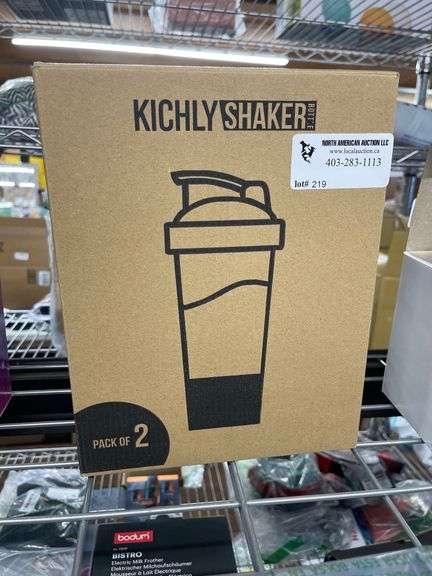 KICHLY SHAKER BOTTLE
NORTH AMERICAN AUCTION LLC
www.localauction.ca
403-283-1113
lot# 219
PACK OF 2
bodum
BISTRO
Electric Milk Frother
Elektrischer Milchaufschäumer
Mousseur à Lait Électrique